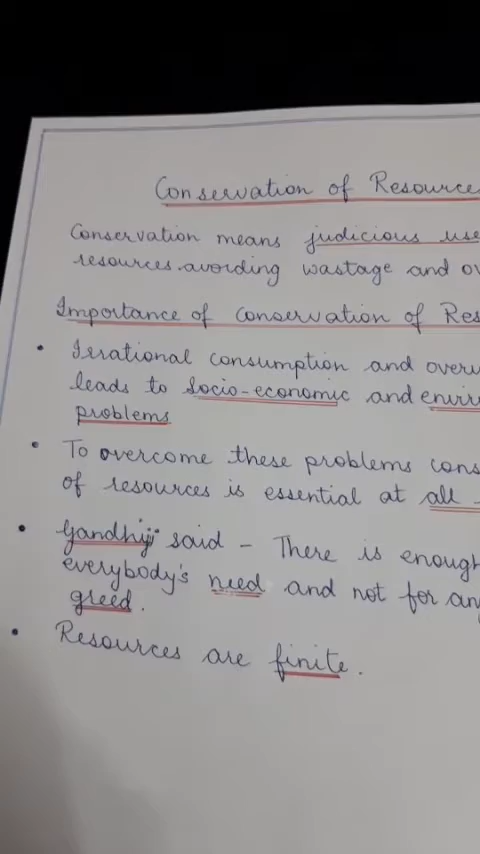 Conservation of Resource
Conservation means judicious use
resources avoiding wastage and ov
Importance of Conservation of Res
• Irrational consumption and overu
leads to socio-economic and envir
problems
• To overcome these problems cons
of resources is essential at all
• Gandhiji said - There is enough
everybody's need and not for an
greed.
• Resources are finite.